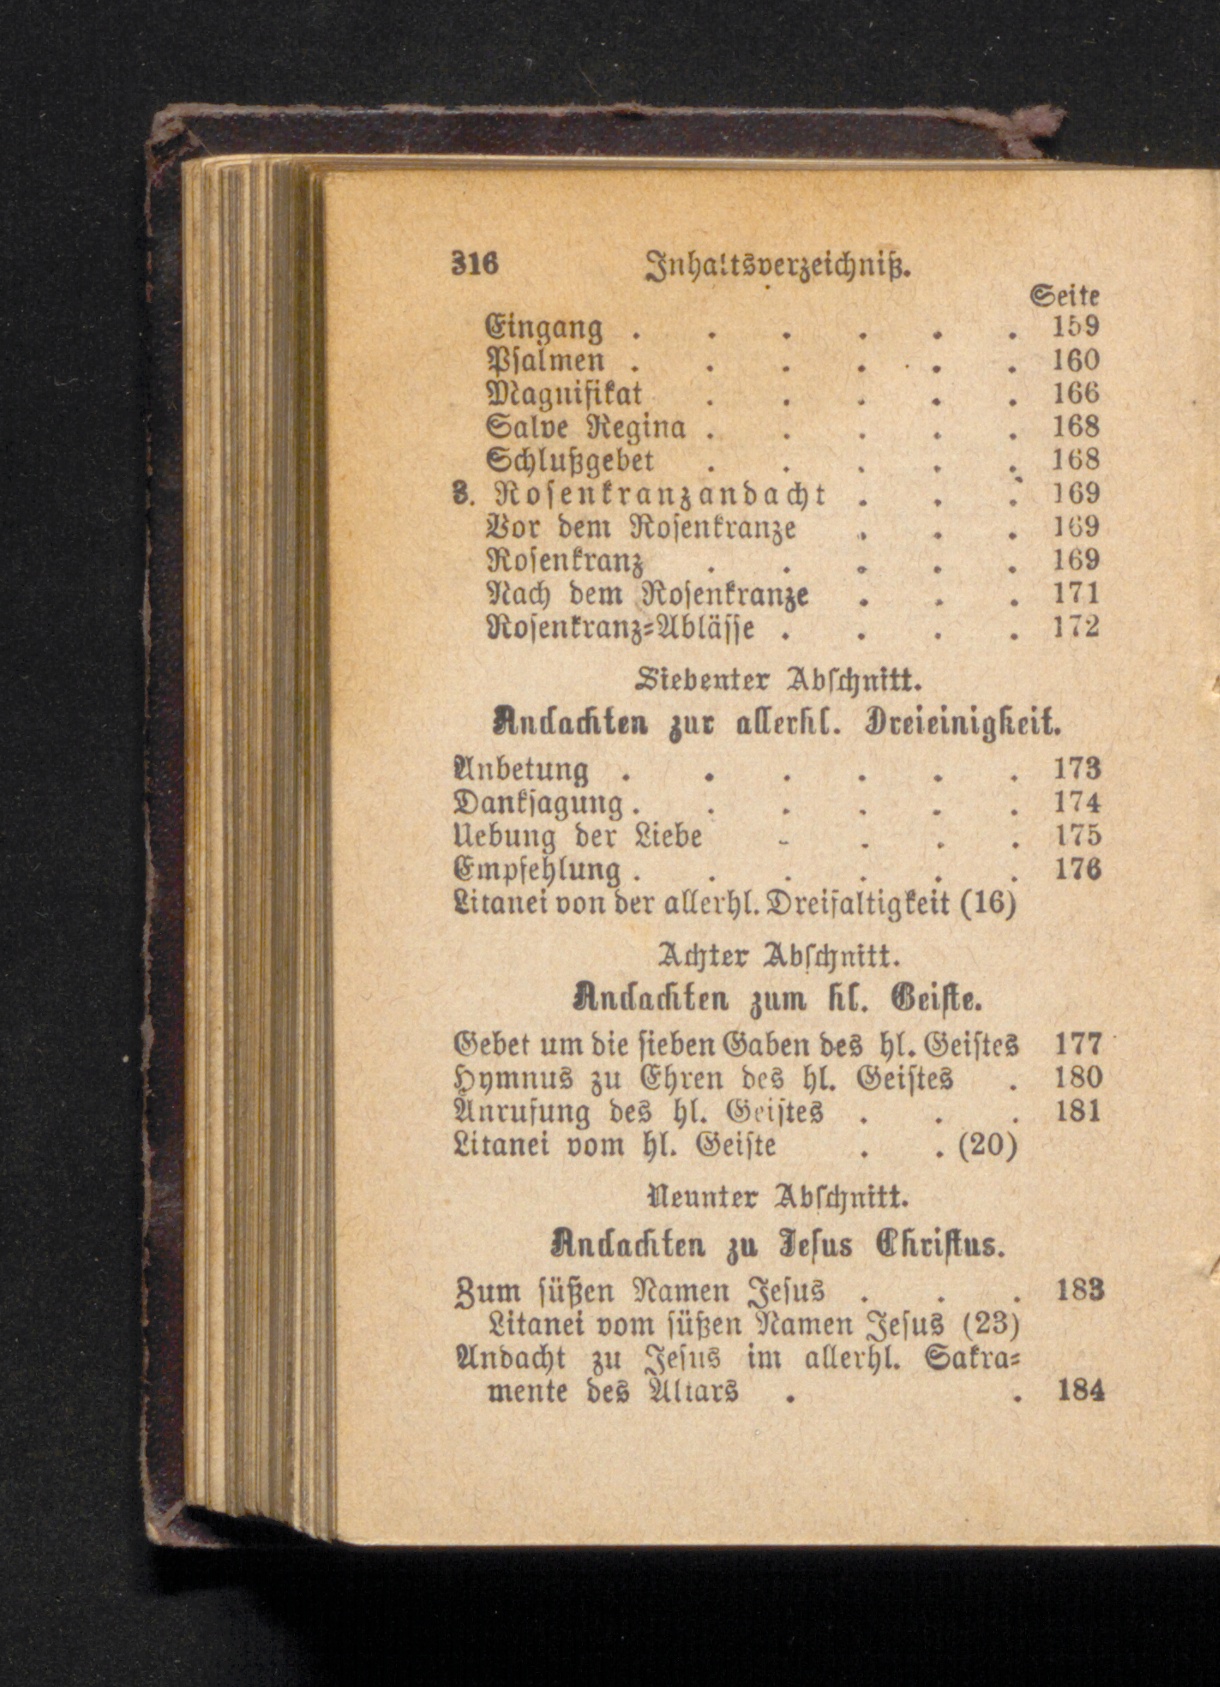 316 Inhaltsverzeichniß.
Seite
Eingang . . . . . . 159
Psalmen . . . . . . 160
Magnifikat . . . . . 166
Salve Regina . . . . . 168
Schlußgebet . . . . . 168
3. Rosenkranzandacht . . . 169
Vor dem Rosenkranze . . . 169
Rosenkranz . . . . . 169
Nach dem Rosenkranze . . . 171
Rosenkranz=Ablässe . . . . 172
Siebenter Abschnitt.
Andachten zur allerhl. Dreieinigkeit.
Anbetung . . . . . . 173
Danksagung . . . . . . 174
Uebung der Liebe . . . . 175
Empfehlung . . . . . . 176
Litanei von der allerhl. Dreifaltigkeit (16)
Achter Abschnitt.
Andachten zum hl. Geiste.
Gebet um die sieben Gaben des hl. Geistes 177
Hymnus zu Ehren des hl. Geistes . 180
Anrufung des hl. Geistes . . . 181
Litanei vom hl. Geiste . . (20)
Neunter Abschnitt.
Andachten zu Jesus Christus.
Zum süßen Namen Jesus . . . 183
Litanei vom süßen Namen Jesus (23)
Andacht zu Jesus im allerhl. Sakra=
mente des Altars . . 184